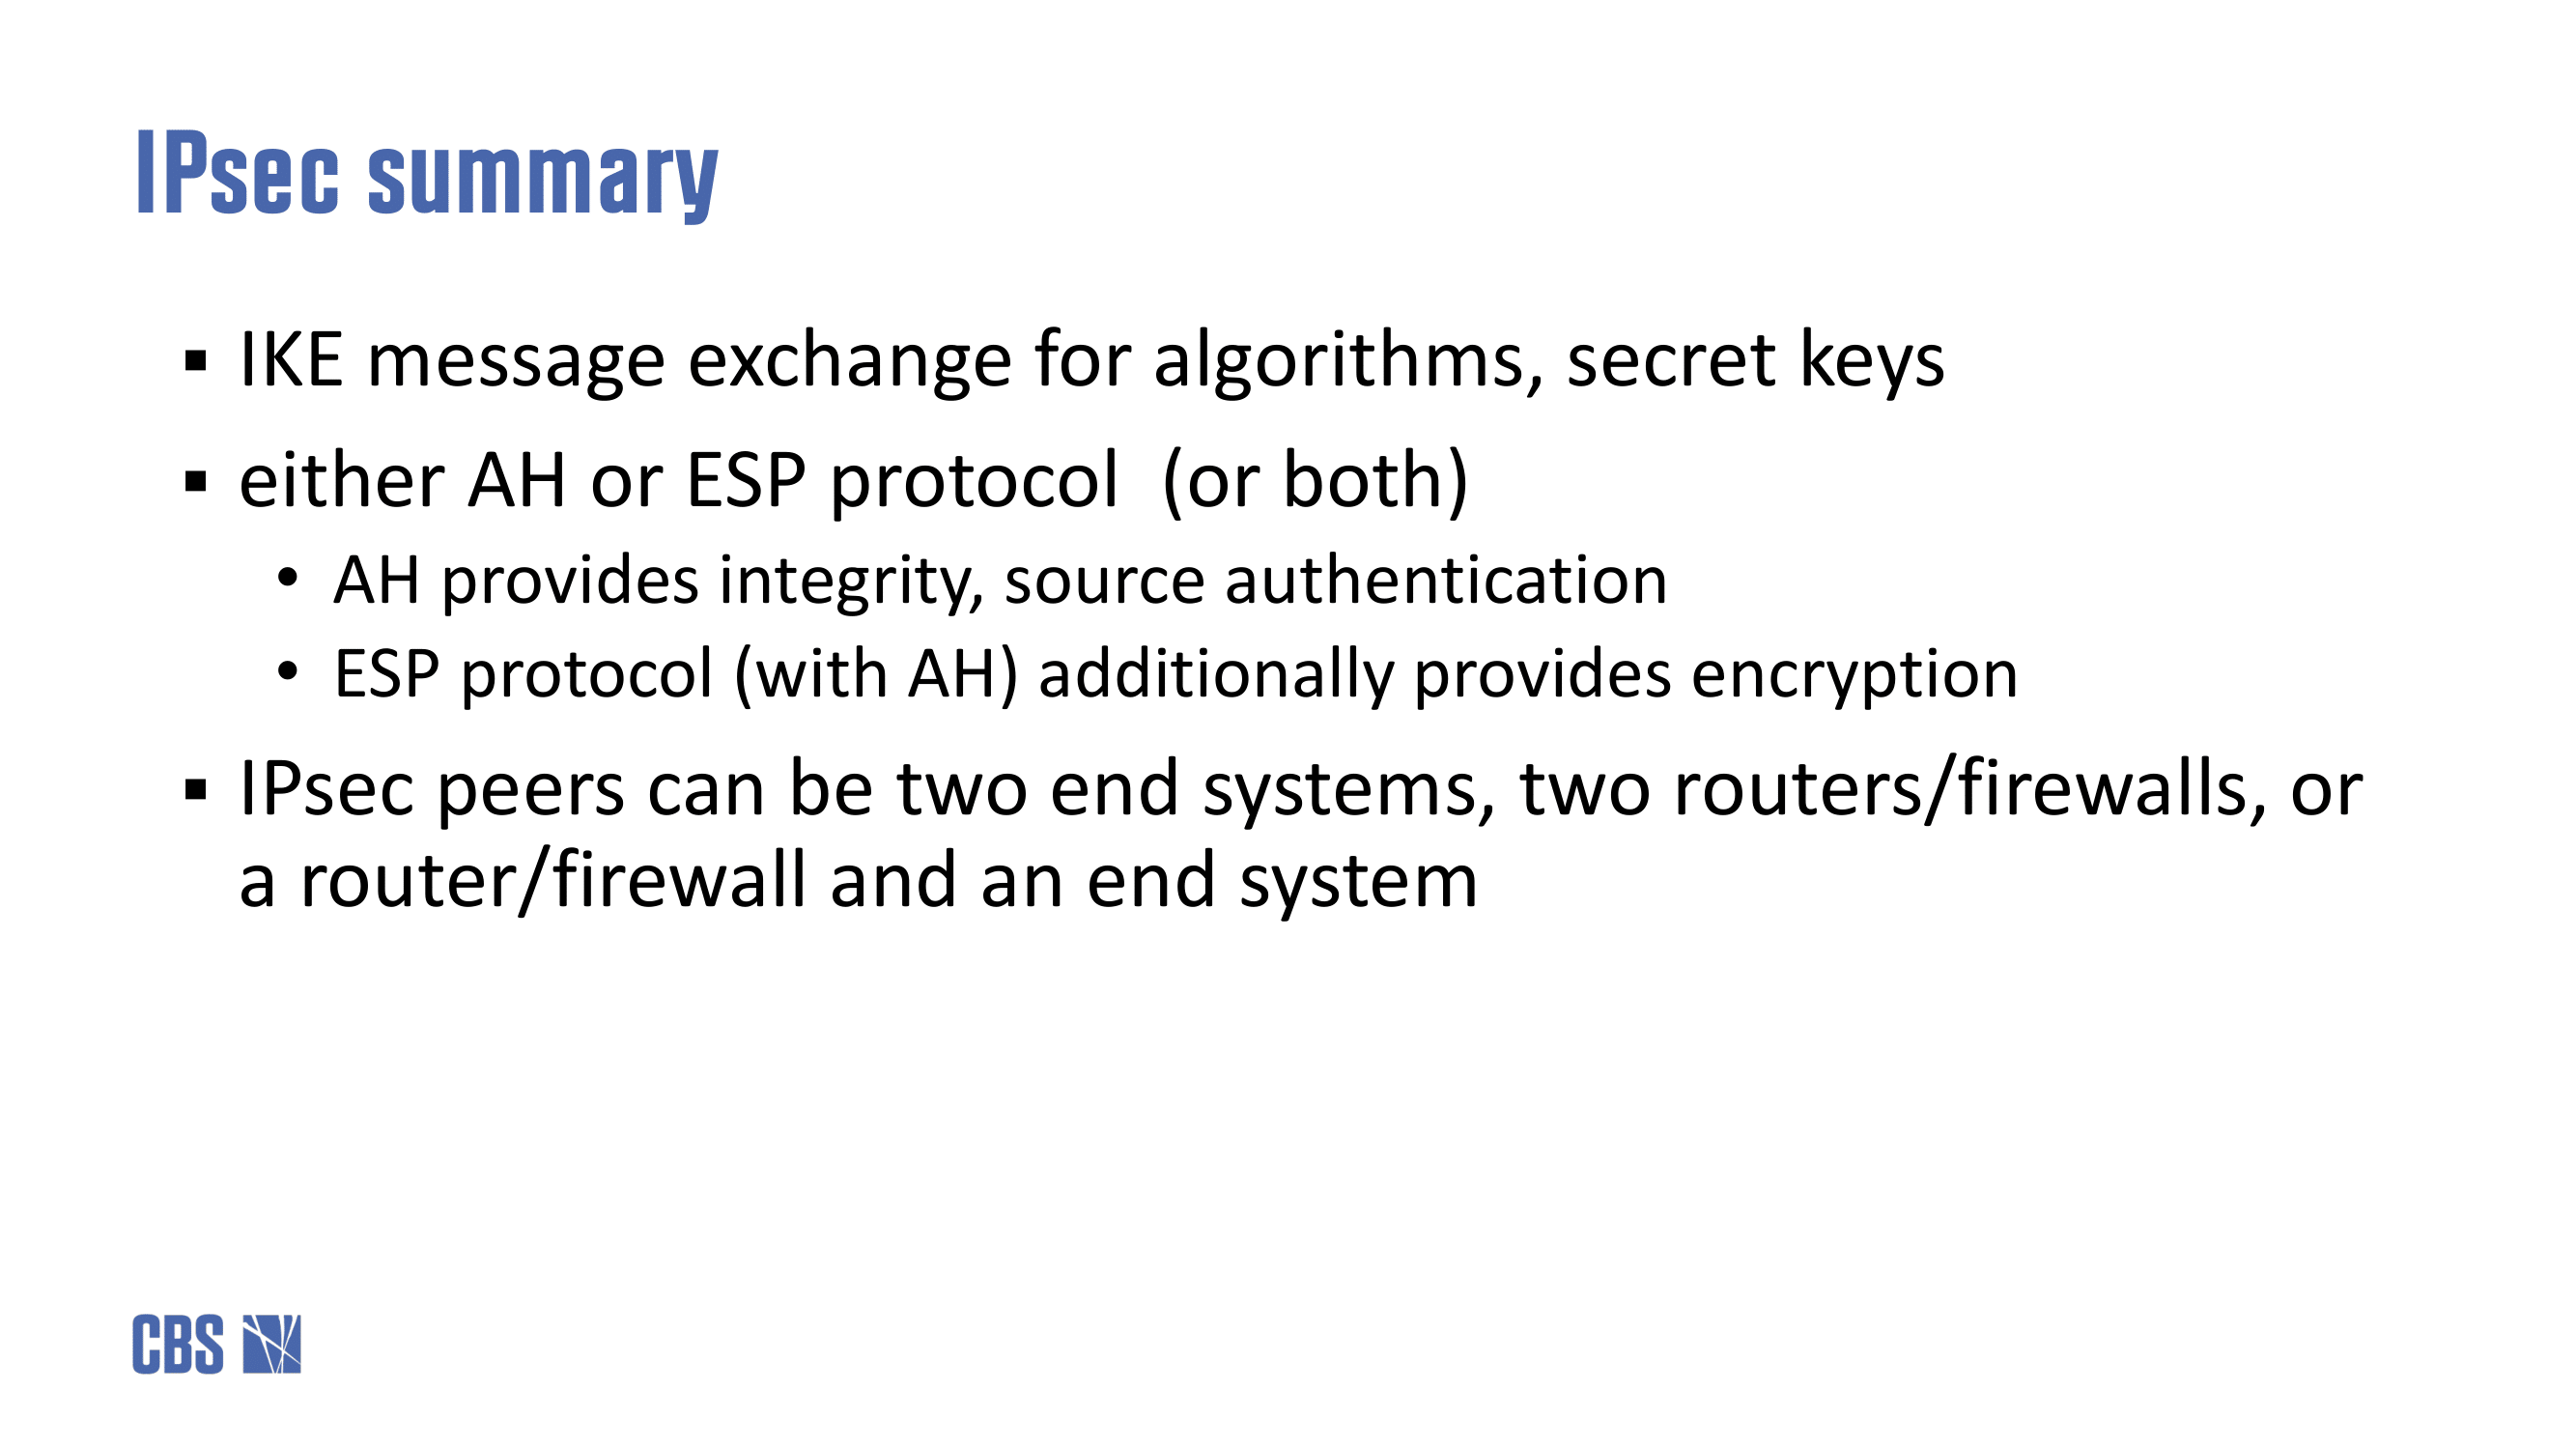 IPsec summary
▪ IKE message exchange for algorithms, secret keys
▪ either AH or ESP protocol  (or both)
• AH provides integrity, source authentication
• ESP protocol (with AH) additionally provides encryption
▪ IPsec peers can be two end systems, two routers/firewalls, or
a router/firewall and an end system
CBS